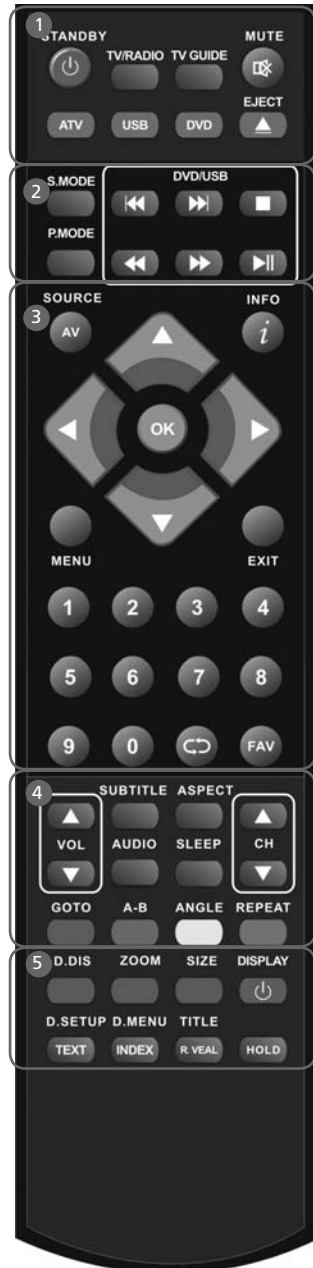 1
STANDBY MUTE
TV/RADIO TV GUIDE
EJECT
ATV USB DVD
2
S.MODE DVD/USB
P.MODE
3
SOURCE INFO
AV i
OK
MENU EXIT
1 2 3 4
5 6 7 8
9 0 FAV
4
SUBTITLE ASPECT
VOL AUDIO SLEEP CH
GOTO A-B ANGLE REPEAT
5
D.DIS ZOOM SIZE DISPLAY
D.SETUP D.MENU TITLE
TEXT INDEX R.VEAL HOLD